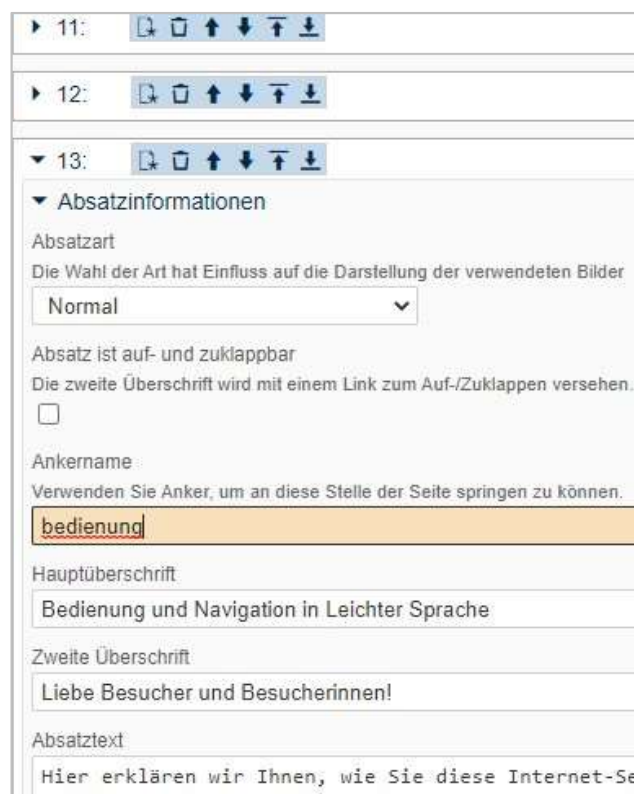 11:
12:
13:
Absatzinformationen
Absatzart
Die Wahl der Art hat Einfluss auf die Darstellung der verwendeten Bilder
Normal
Absatz ist auf- und zuklappbar
Die zweite Überschrift wird mit einem Link zum Auf-/Zuklappen versehen.
Ankername
Verwenden Sie Anker, um an diese Stelle der Seite springen zu können.
bedienung
Hauptüberschrift
Bedienung und Navigation in Leichter Sprache
Zweite Überschrift
Liebe Besucher und Besucherinnen!
Absatztext
Hier erklären wir Ihnen, wie Sie diese Internet-Se